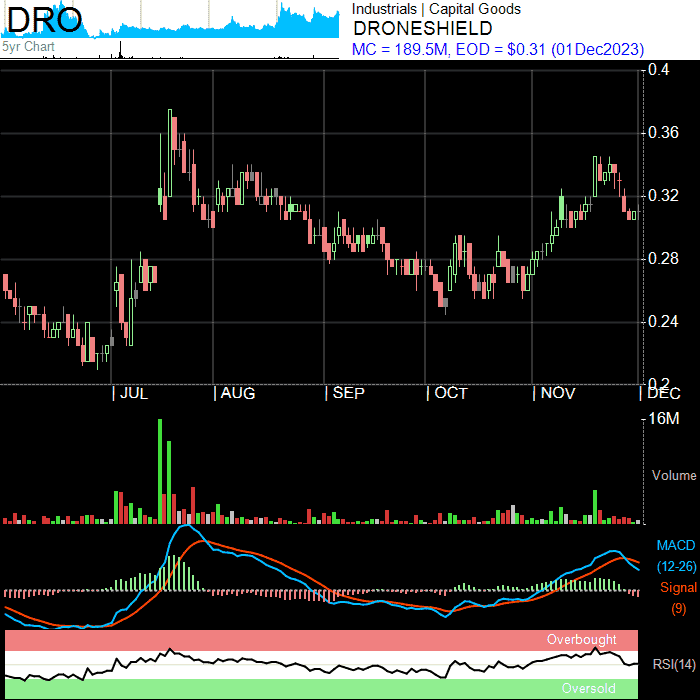 DRO
5yr Chart
Industrials | Capital Goods
DRONESHIELD
MC = 189.5M, EOD = $0.31 (01Dec2023)
0.4
0.36
0.32
0.28
0.24
0.2
| JUL | AUG | SEP | OCT | NOV | DEC
16M
Volume
MACD
(12-26)
Signal
(9)
Overbought
RSI(14)
Oversold